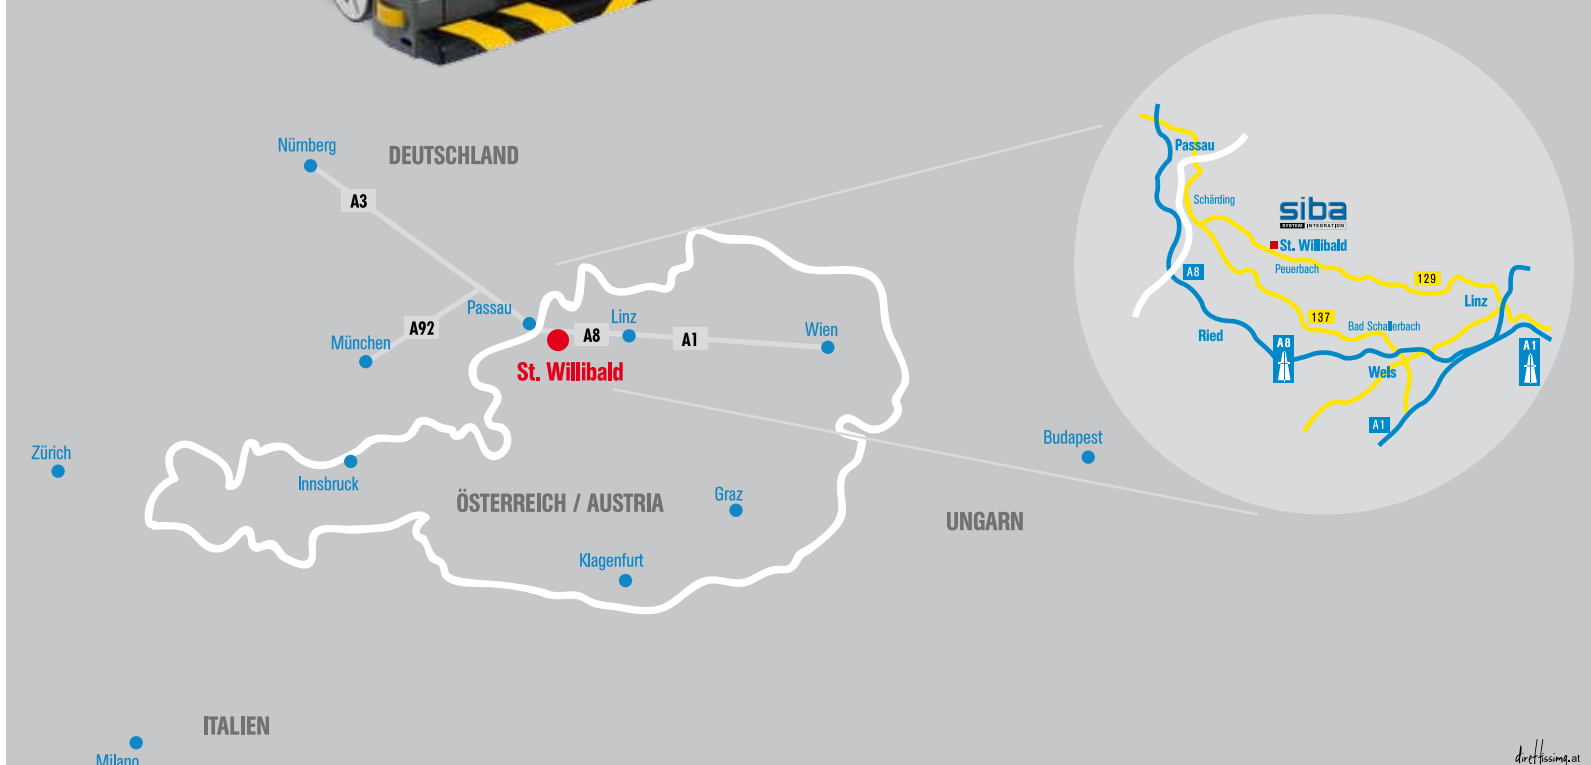 Nürnberg
DEUTSCHLAND
A3
Passau
Linz
Wien
A92
München
A8
A1
St. Willibald
Zürich
Innsbruck
ÖSTERREICH / AUSTRIA
Graz
Klagenfurt
Budapest
UNGARN
ITALIEN
Milano
Passau
Schärding
siba
SYSTEM INTEGRATION
St. Willibald
Peuerbach
A8
129
Linz
137
Bad Schallerbach
Ried
A8
A1
Wels
A1
direttissima.at